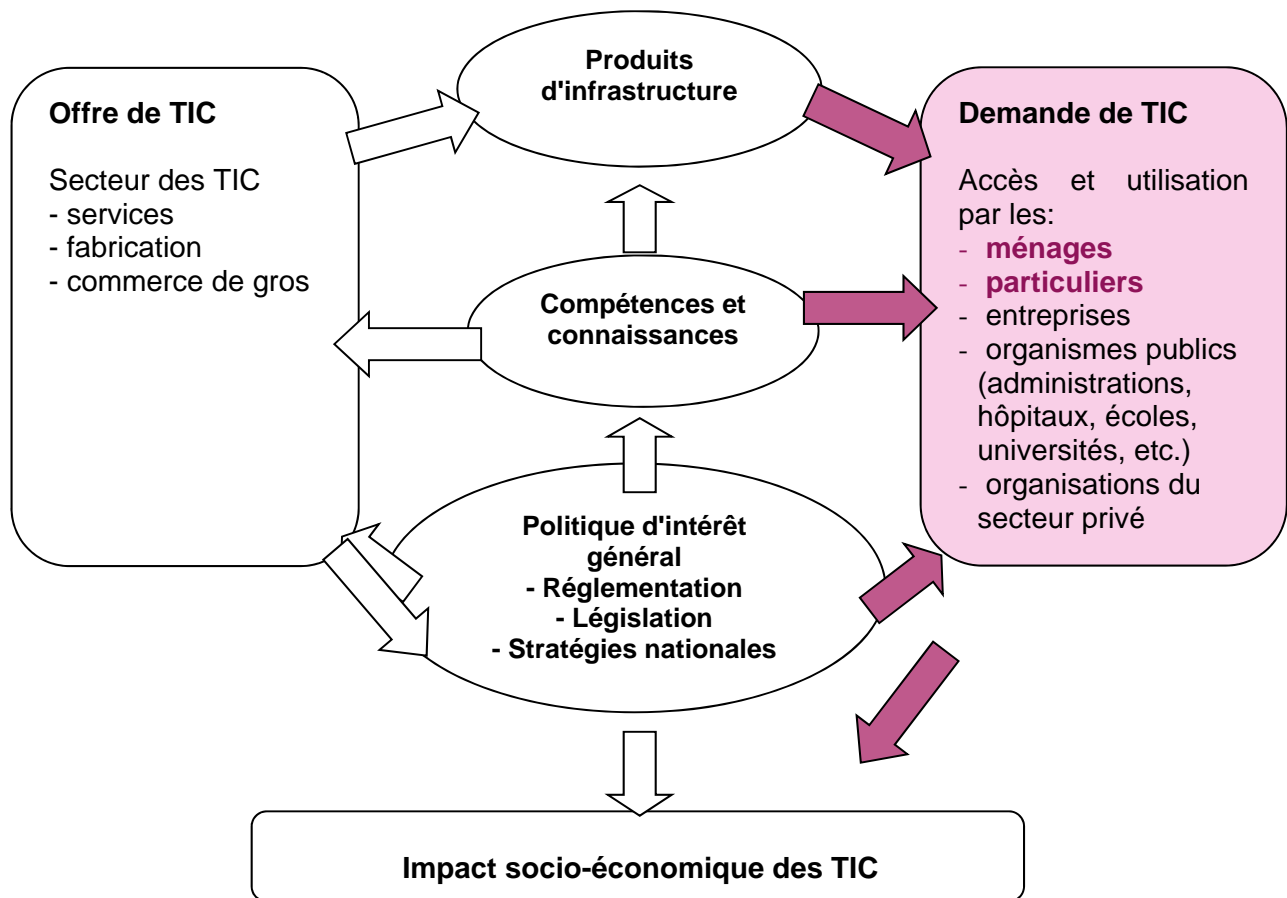 Produits
d'infrastructure
Offre de TIC
Secteur des TIC
- services
- fabrication
- commerce de gros
Demande de TIC
Accès et utilisation
par les:
- ménages
- particuliers
- entreprises
- organismes publics
(administrations,
hôpitaux, écoles,
universités, etc.)
- organisations du
secteur privé
Compétences et
connaissances
Politique d'intérêt
général
- Réglementation
- Législation
- Stratégies nationales
Impact socio-économique des TIC